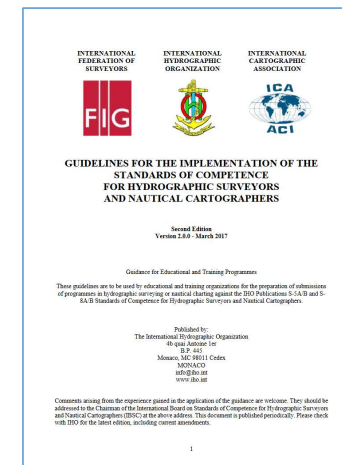 INTERNATIONAL FEDERATION OF SURVEYORS
INTERNATIONAL HYDROGRAPHIC ORGANIZATION
INTERNATIONAL CARTOGRAPHIC ASSOCIATION
FIG
ICA
ACI
GUIDELINES FOR THE IMPLEMENTATION OF THE
STANDARDS OF COMPETENCE
FOR HYDROGRAPHIC SURVEYORS
AND NAUTICAL CARTOGRAPHERS
Second Edition
Version 2.0.0 - March 2017
Guidance for Educational and Training Programmes
These guidelines are to be used by educational and training organizations for the preparation of submissions
of programmes in hydrographic surveying or nautical charting against the IHO Publications S-5A/B and S-
8A/B Standards of Competence for Hydrographic Surveyors and Nautical Cartographers.
Published by:
The International Hydrographic Organization
4b quai Antoine 1er
B.P. 445
Monaco, MC 98011 Cedex
MONACO
info@iho.int
www.iho.int
Comments arising from the experience gained in the application of the guidance are welcome. They should be
addressed to the Chairman of the International Board on Standards of Competence for Hydrographic Surveyors
and Nautical Cartographers (IBSC) at the above address. This document is published periodically. Please check
with IHO for the latest edition, including current amendments.
1